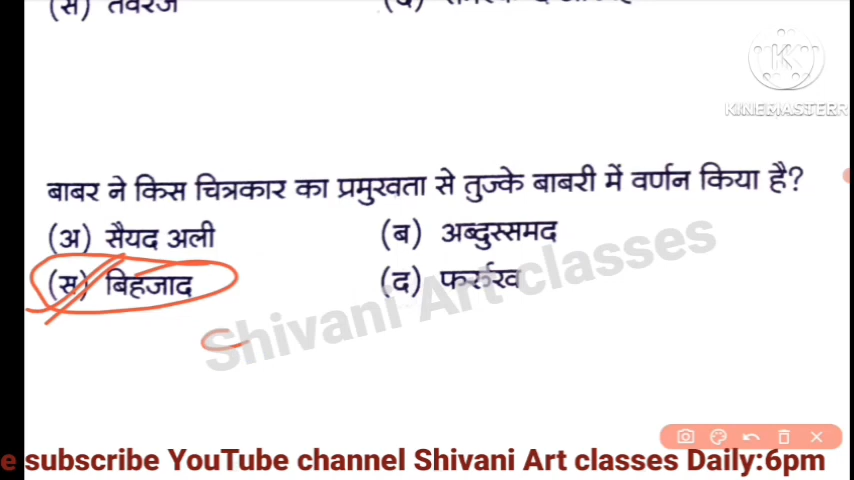 (स) तवरज
KINEMASTER
बाबर ने किस चित्रकार का प्रमुखता से तुज्के बाबरी में वर्णन किया है?
(अ) सैयद अली (ब) अब्दुस्समद
(स) बिहजाद (द) फर्रुख
Shivani Art classes
e subscribe YouTube channel Shivani Art classes Daily:6pm